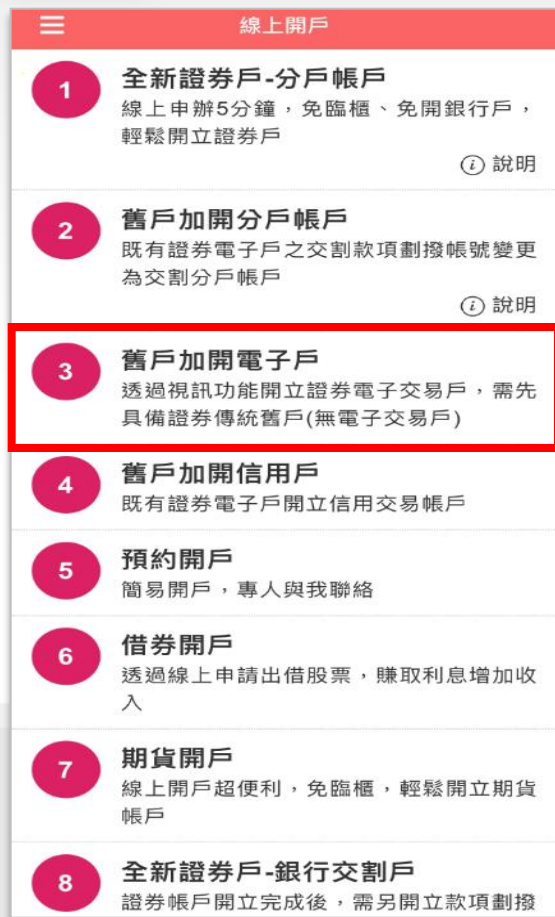 線上開戶
1
全新證券戶-分戶帳戶
線上申辦5分鐘，免臨櫃、免開銀行戶，
輕鬆開立證券戶
i 說明
2
舊戶加開分戶帳戶
既有證券電子戶之交割款項劃撥帳號變更
為交割分戶帳戶
i 說明
3
舊戶加開電子戶
透過視訊功能開立證券電子交易戶，需先
具備證券傳統舊戶(無電子交易戶)
4
舊戶加開信用戶
既有證券電子戶開立信用交易帳戶
5
預約開戶
簡易開戶，專人與我聯絡
6
借券開戶
透過線上申請出借股票，賺取利息增加收
入
7
期貨開戶
線上開戶超便利，免臨櫃，輕鬆開立期貨
帳戶
8
全新證券戶-銀行交割戶
證券帳戶開立完成後，需另開立款項劃撥